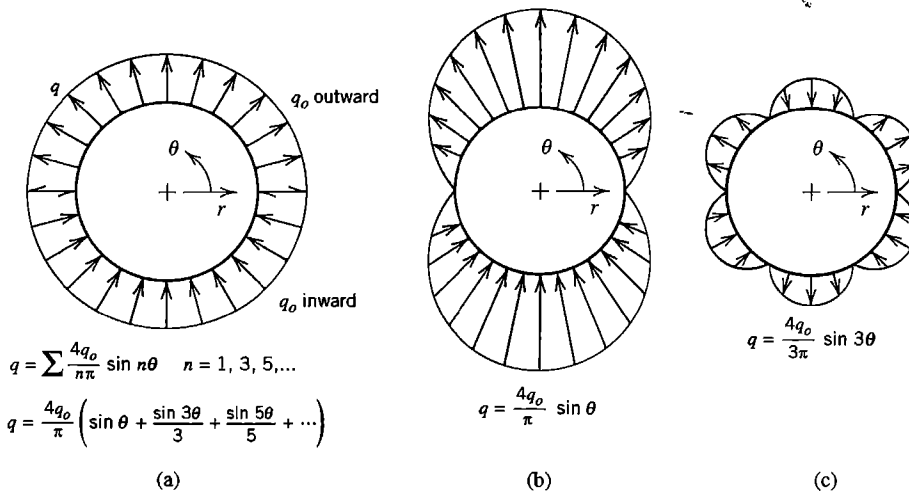 q
q_o outward
θ
r
q_o inward
q = ∑ 4q_o/nπ sin nθ n = 1, 3, 5,...
q = 4q_o/π (sin θ + sin 3θ/3 + sin 5θ/5 + ···)
(a)
θ
r
q = 4q_o/π sin θ
(b)
θ
r
q = 4q_o/3π sin 3θ
(c)